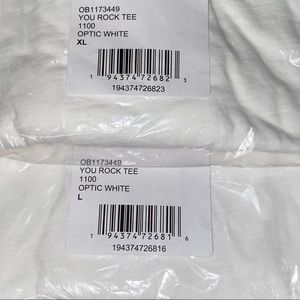 OB1173449
YOU ROCK TEE
1100
OPTIC WHITE
XL
1 94374 72682 3
194374726823
OB1173449
YOU ROCK TEE
1100
OPTIC WHITE
L
1 94374 72681 6
194374726816